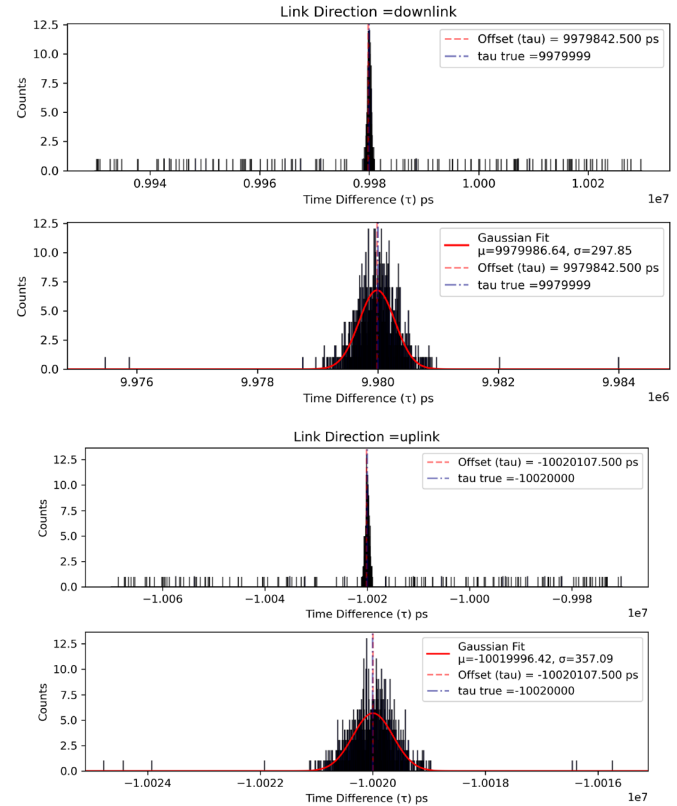 Link Direction =downlink
12.5
10.0
7.5
5.0
2.5
0.0
Counts
Offset (tau) = 9979842.500 ps
tau true =9979999
0.994
0.996
0.998
1.000
1.002
Time Difference (τ) ps
1e7
12.5
10.0
7.5
5.0
2.5
0.0
Counts
Gaussian Fit
μ=9979986.64, σ=297.85
Offset (tau) = 9979842.500 ps
tau true =9979999
9.976
9.978
9.980
9.982
9.984
Time Difference (τ) ps
1e6
Link Direction =uplink
12.5
10.0
7.5
5.0
2.5
0.0
Counts
Offset (tau) = -10020107.500 ps
tau true =-10020000
−1.006
−1.004
−1.002
−1.000
−0.998
Time Difference (τ) ps
1e7
12.5
10.0
7.5
5.0
2.5
0.0
Counts
Gaussian Fit
μ=-10019996.42, σ=357.09
Offset (tau) = -10020107.500 ps
tau true =-10020000
−1.0024
−1.0022
−1.0020
−1.0018
−1.0016
Time Difference (τ) ps
1e7